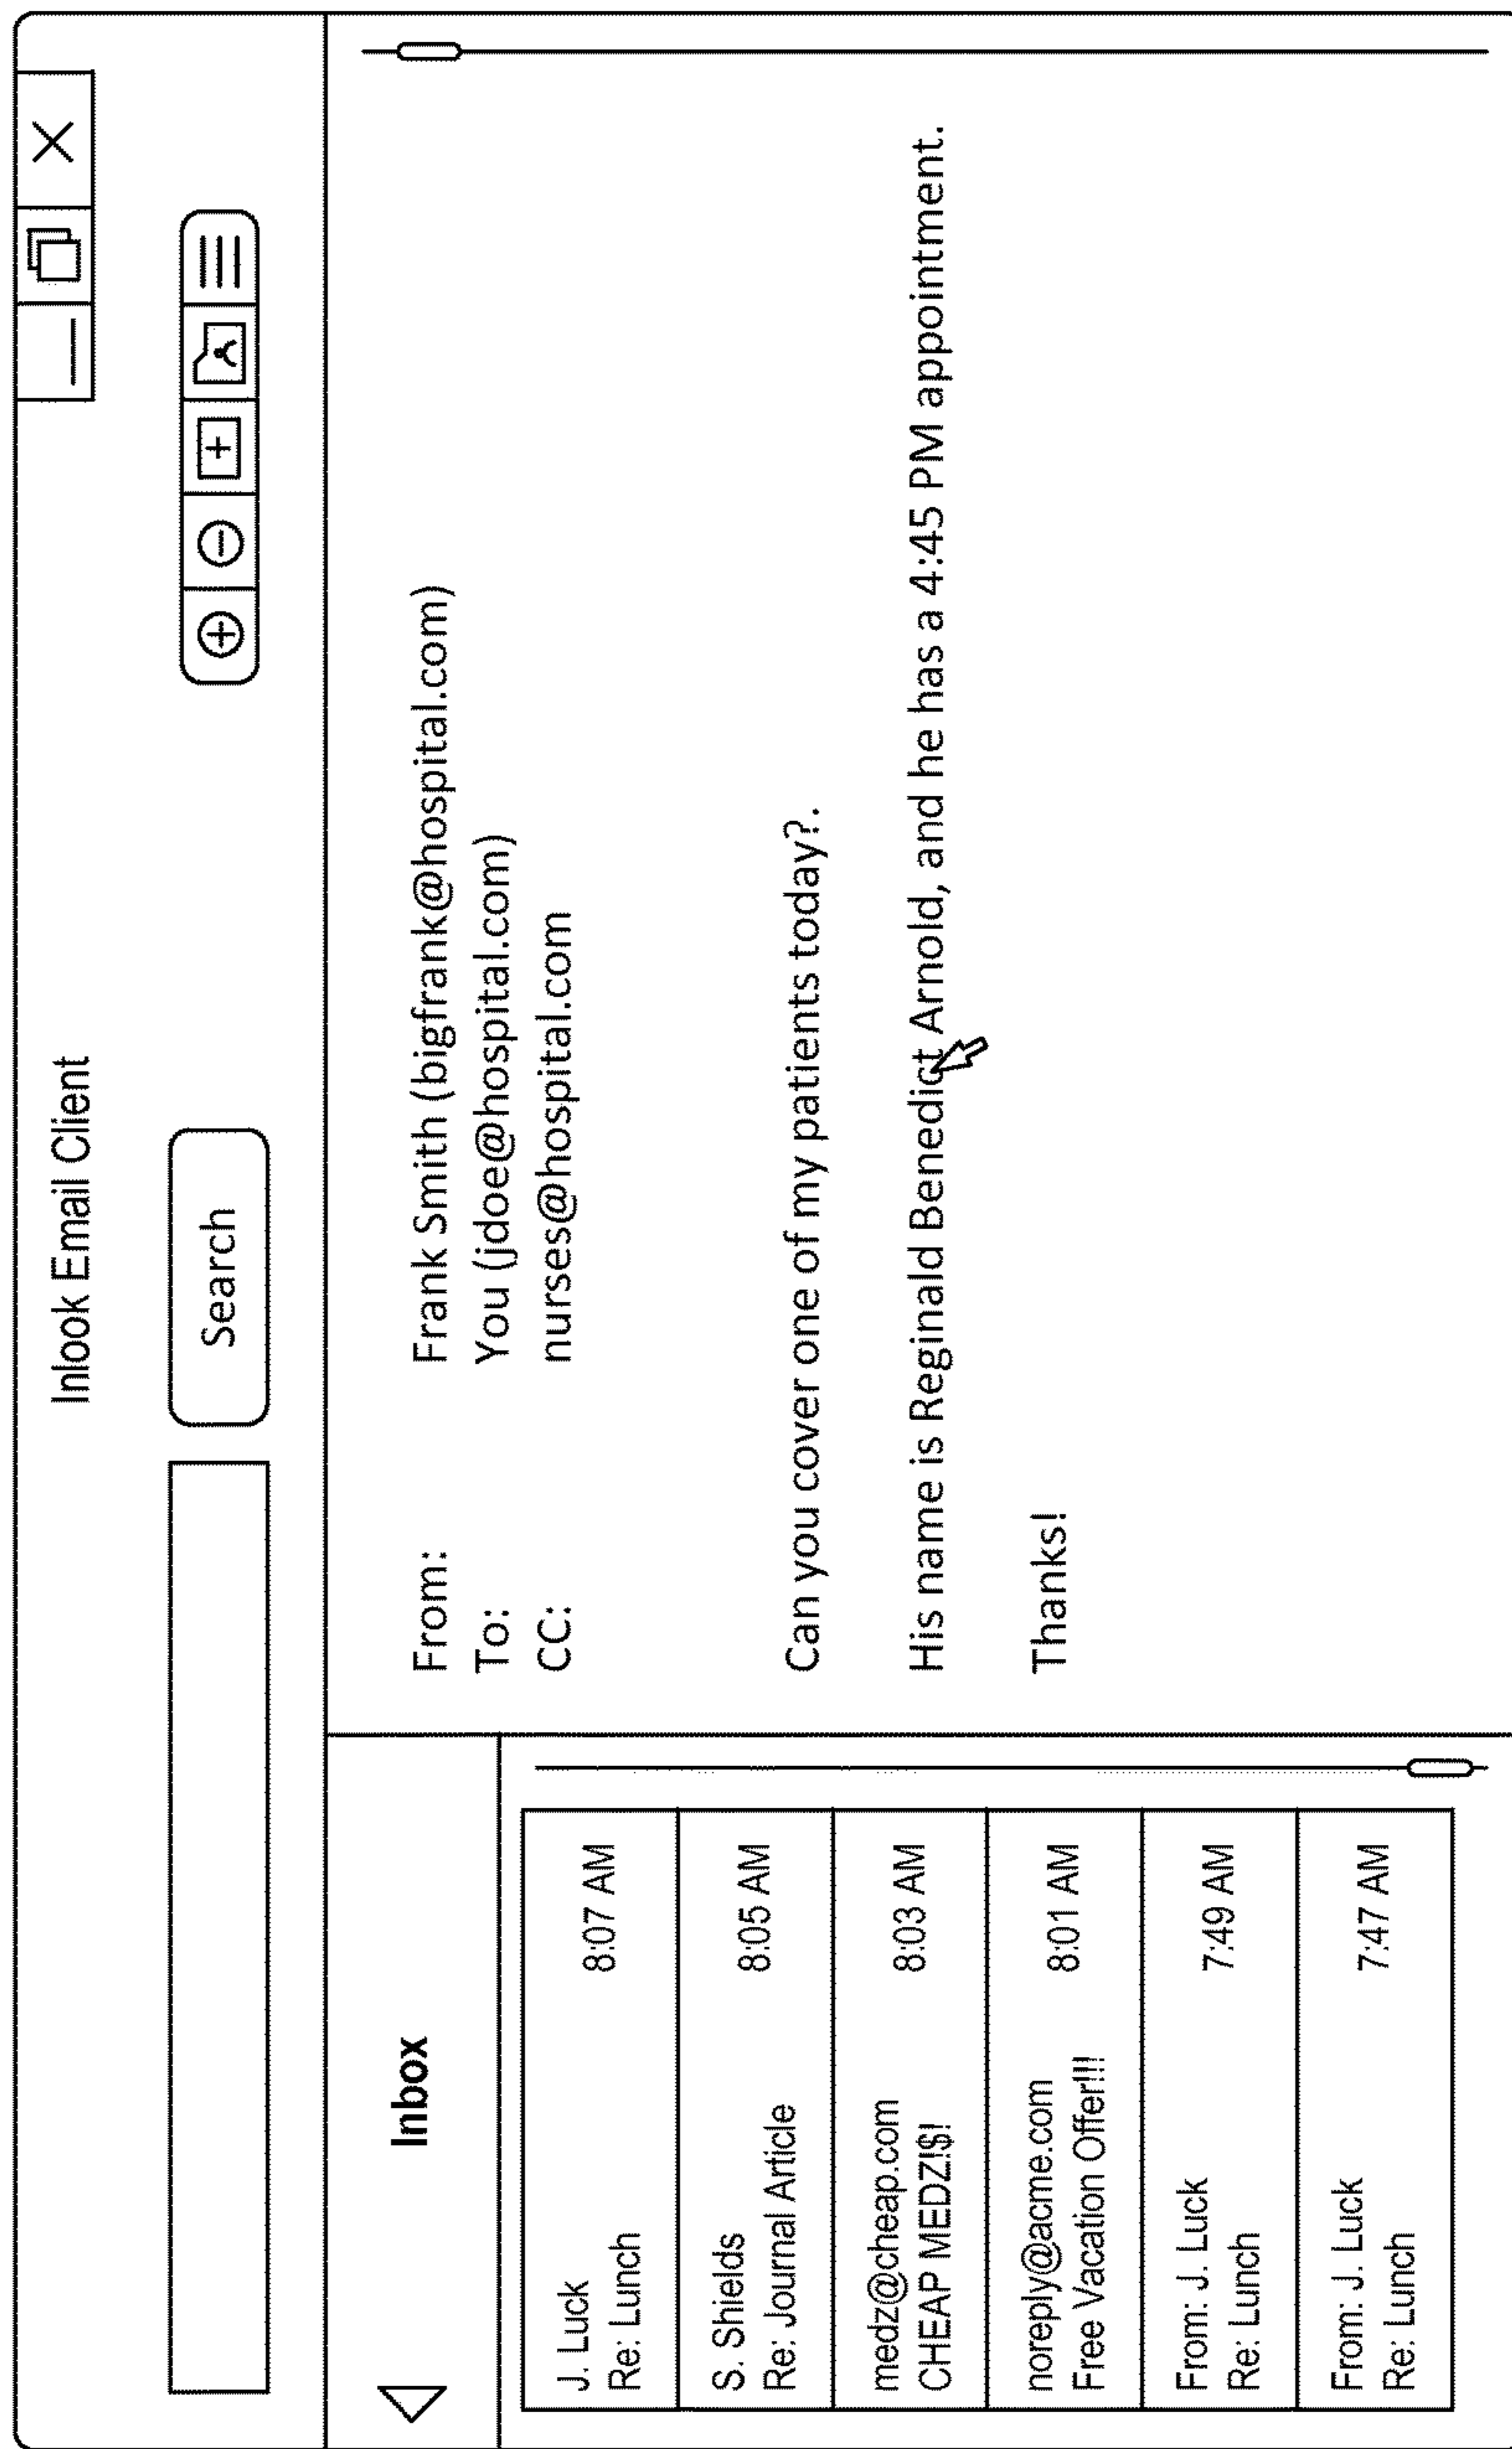 Inlook Email Client
Search
Inbox
J. Luck
Re: Lunch 8:07 AM
S. Shields
Re: Journal Article 8:05 AM
medz@cheap.com
CHEAP MEDZ!$! 8:03 AM
noreply@acme.com
Free Vacation Offer!!! 8:01 AM
From: J. Luck
Re: Lunch 7:49 AM
From: J. Luck
Re: Lunch 7:47 AM
From: Frank Smith (bigfrank@hospital.com)
To: You (jdoe@hospital.com)
CC: nurses@hospital.com
Can you cover one of my patients today?.
His name is Reginald Benedict Arnold, and he has a 4:45 PM appointment.
Thanks!